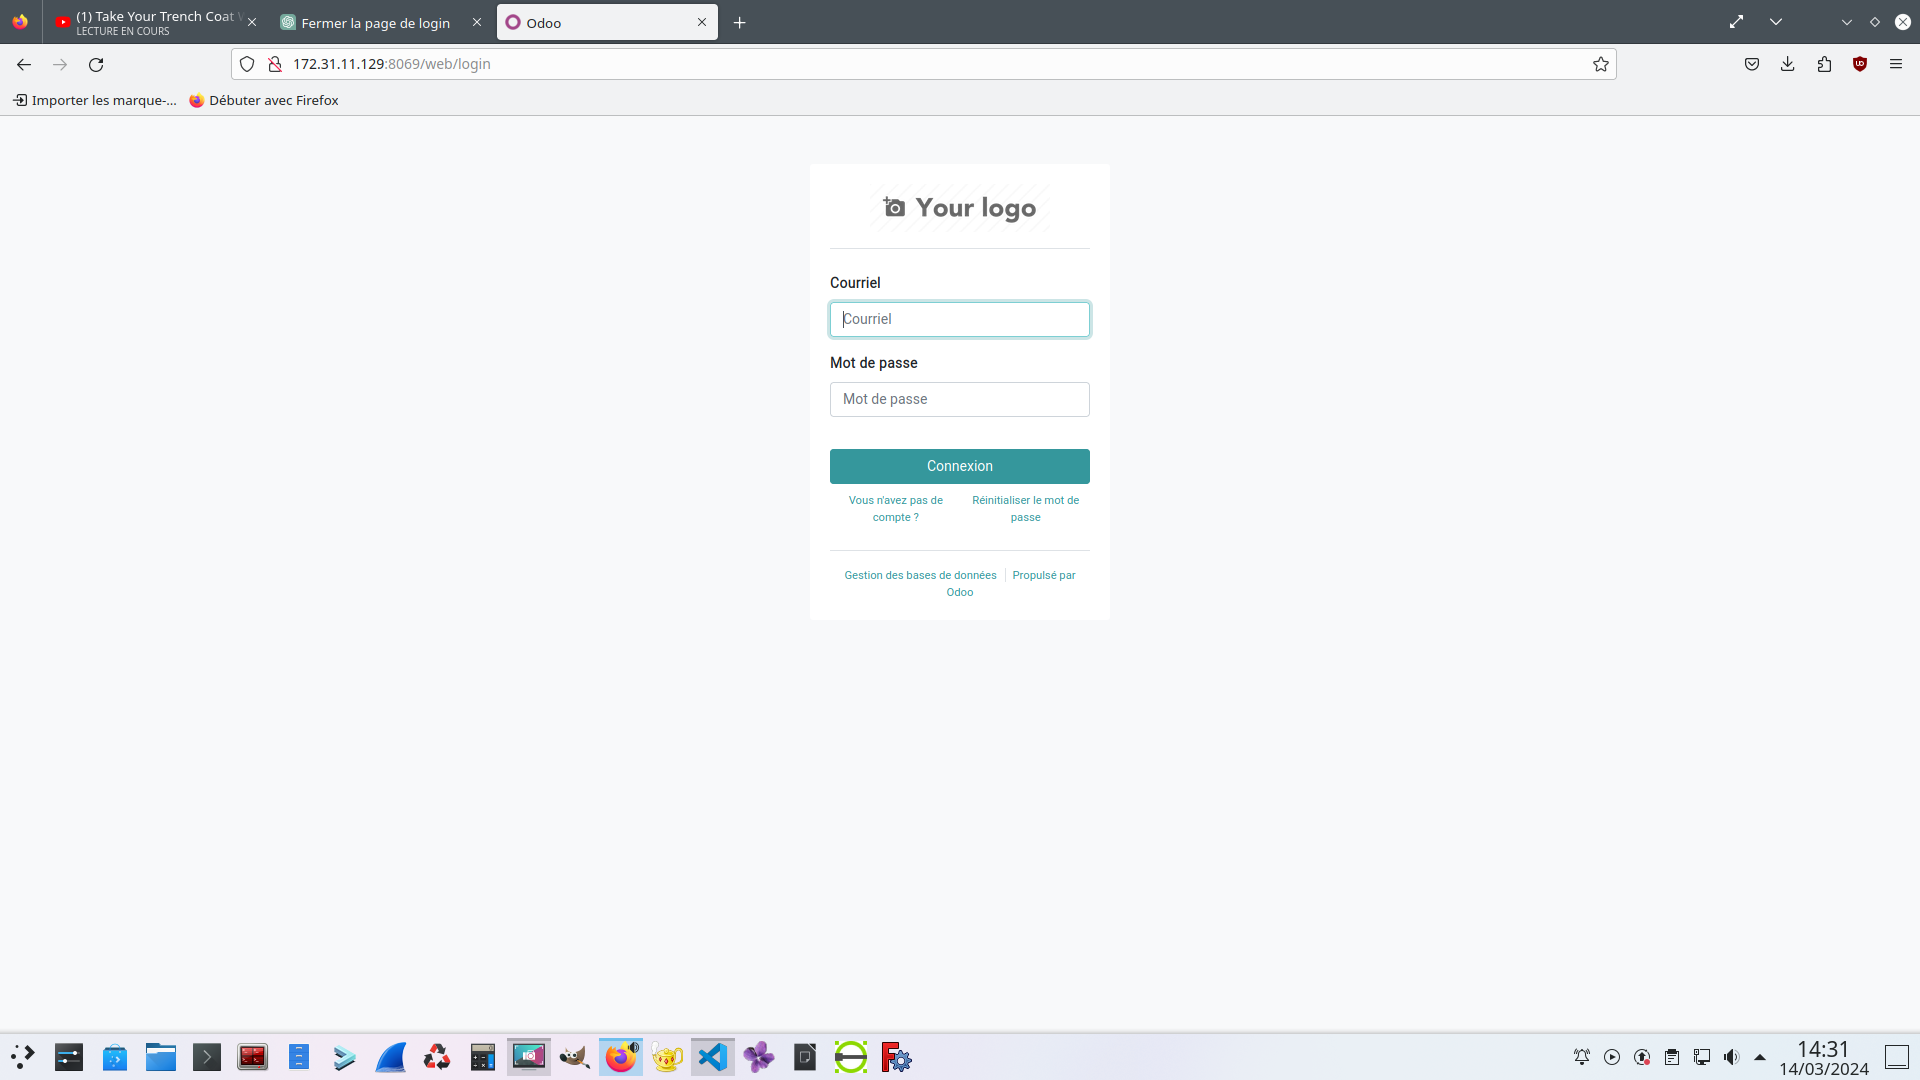 (1) Take Your Trench Coat
LECTURE EN COURS
Fermer la page de login
Odoo
172.31.11.129:8069/web/login
Importer les marque-...
Débuter avec Firefox
Your logo
Courriel
Courriel
Mot de passe
Mot de passe
Connexion
Vous n'avez pas de
compte ?
Réinitialiser le mot de
passe
Gestion des bases de données
Propulsé par
Odoo
14:31
14/03/2024